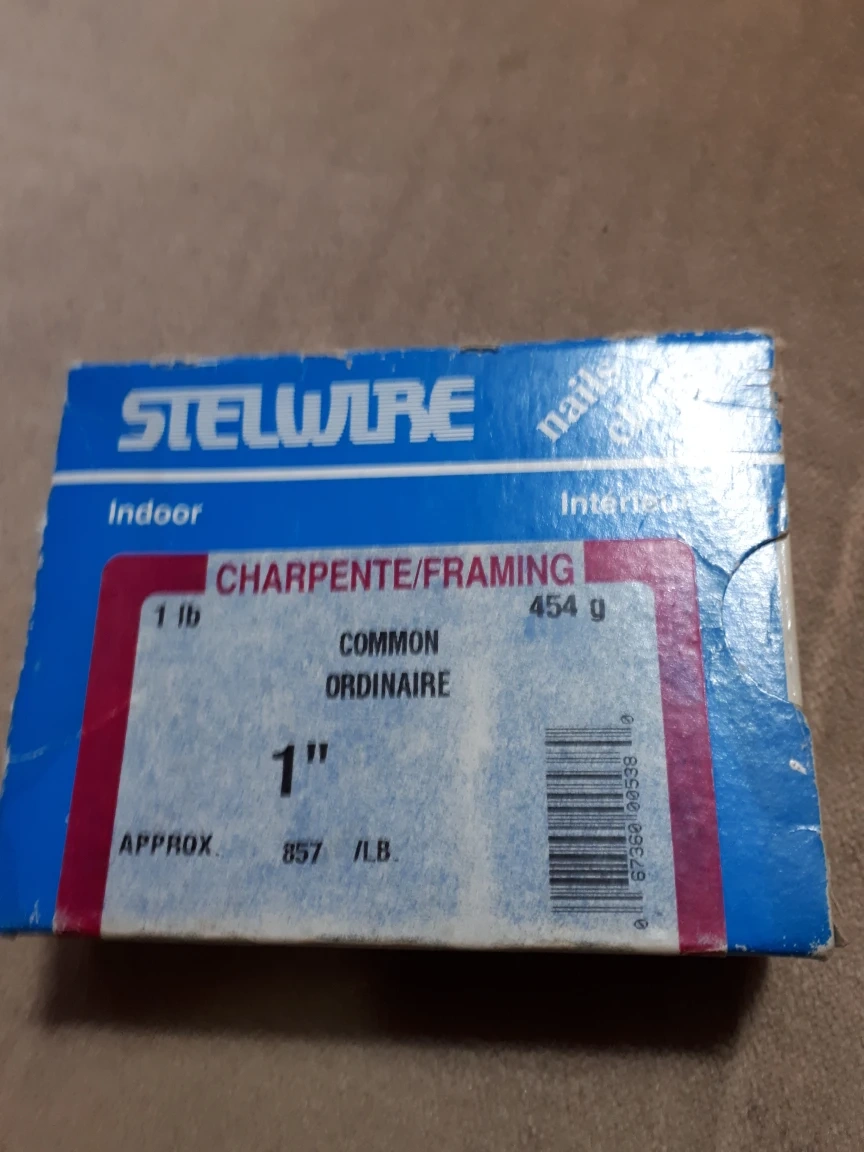 STELWIRE
nails
Indoor
CHARPENTE/FRAMING
1 lb 454 g
COMMON
ORDINAIRE
1"
APPROX. 857 /LB.
0 67360 00538 0